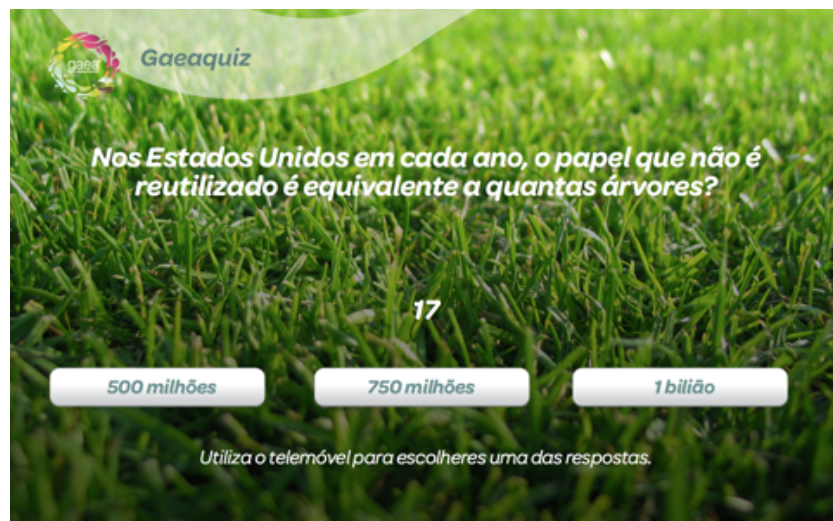 gaea
Gaeaquiz
Nos Estados Unidos em cada ano, o papel que não é
reutilizado é equivalente a quantas árvores?
17
500 milhões
750 milhões
1 bilião
Utiliza o telemóvel para escolheres uma das respostas.